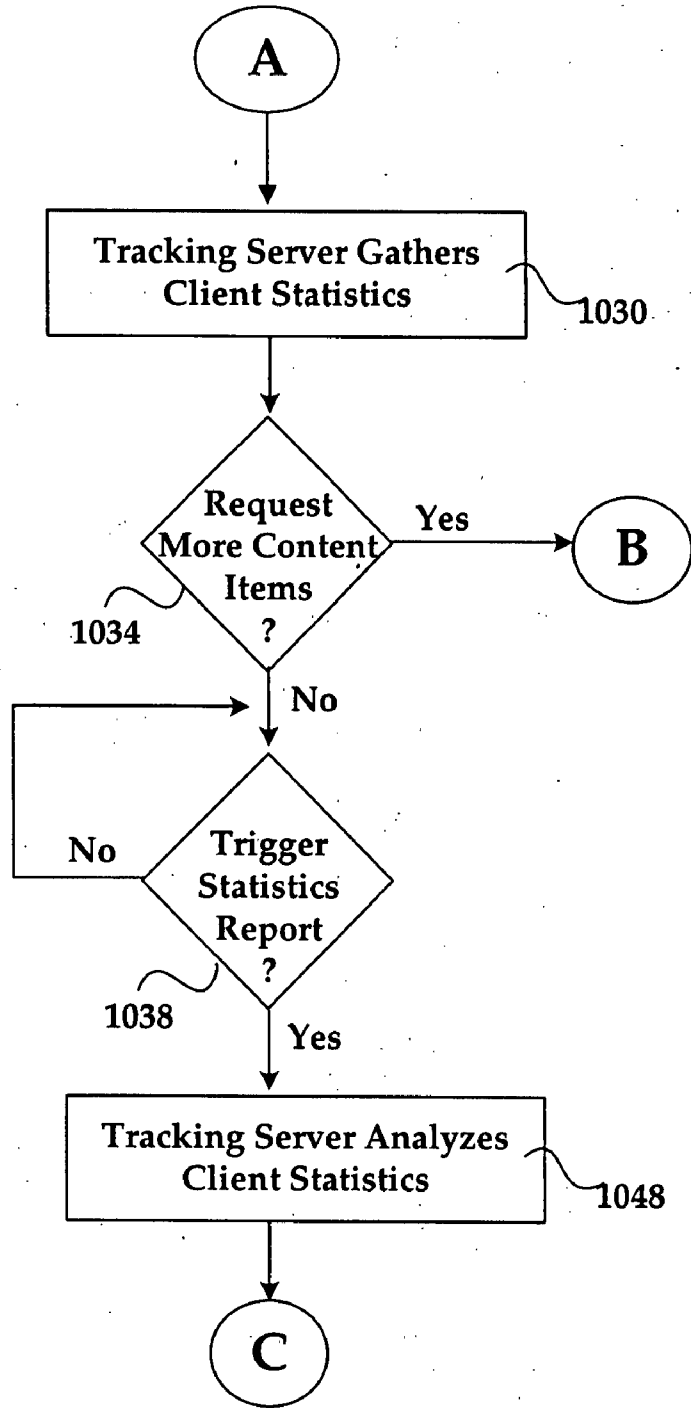 A
Tracking Server Gathers
Client Statistics
1030
Request
More Content
Items
?
Yes
B
1034
No
No
Trigger
Statistics
Report
?
1038
Yes
Tracking Server Analyzes
Client Statistics
1048
C